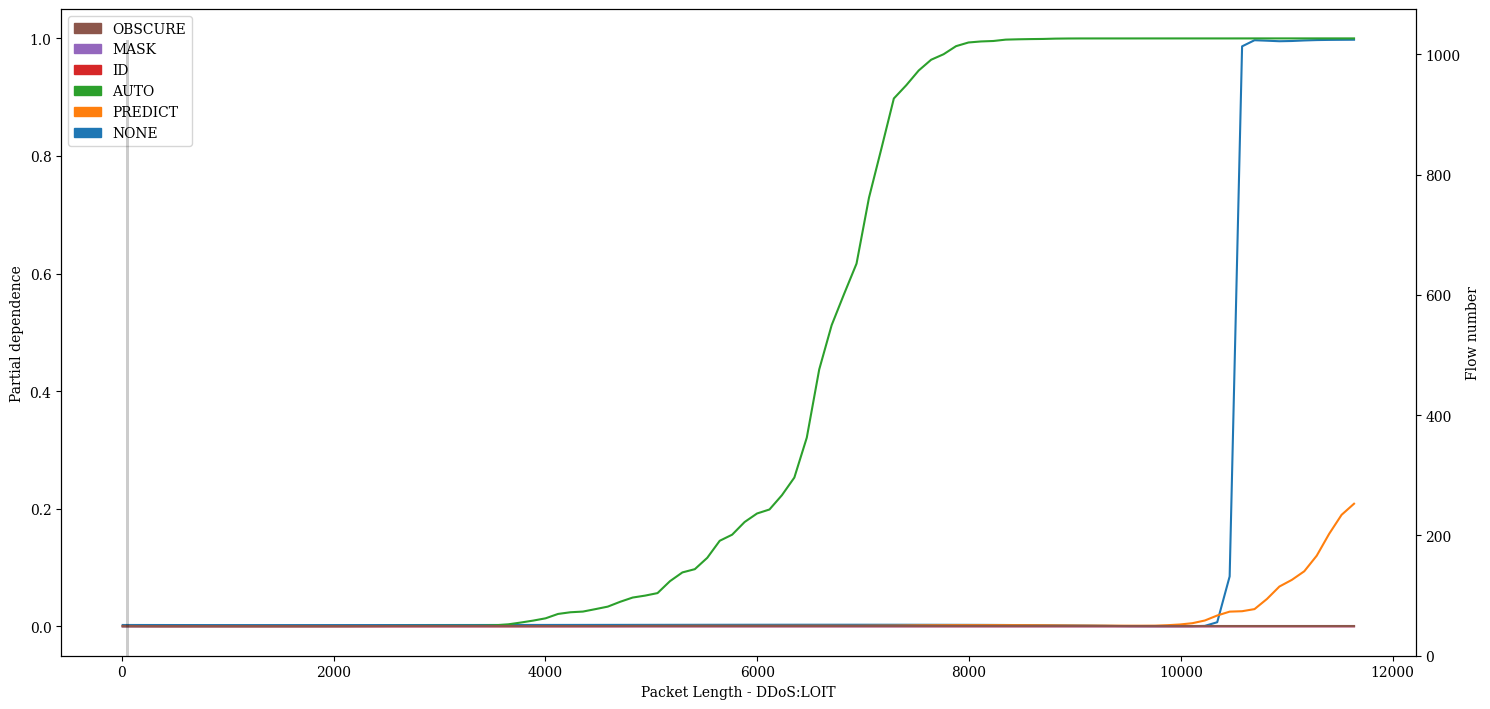 OBSCURE
MASK
ID
AUTO
PREDICT
NONE
1.0
0.8
0.6
0.4
0.2
0.0
Partial dependence
0
2000
4000
6000
8000
10000
12000
Packet Length - DDoS:LOIT
1000
800
600
400
200
0
Flow number